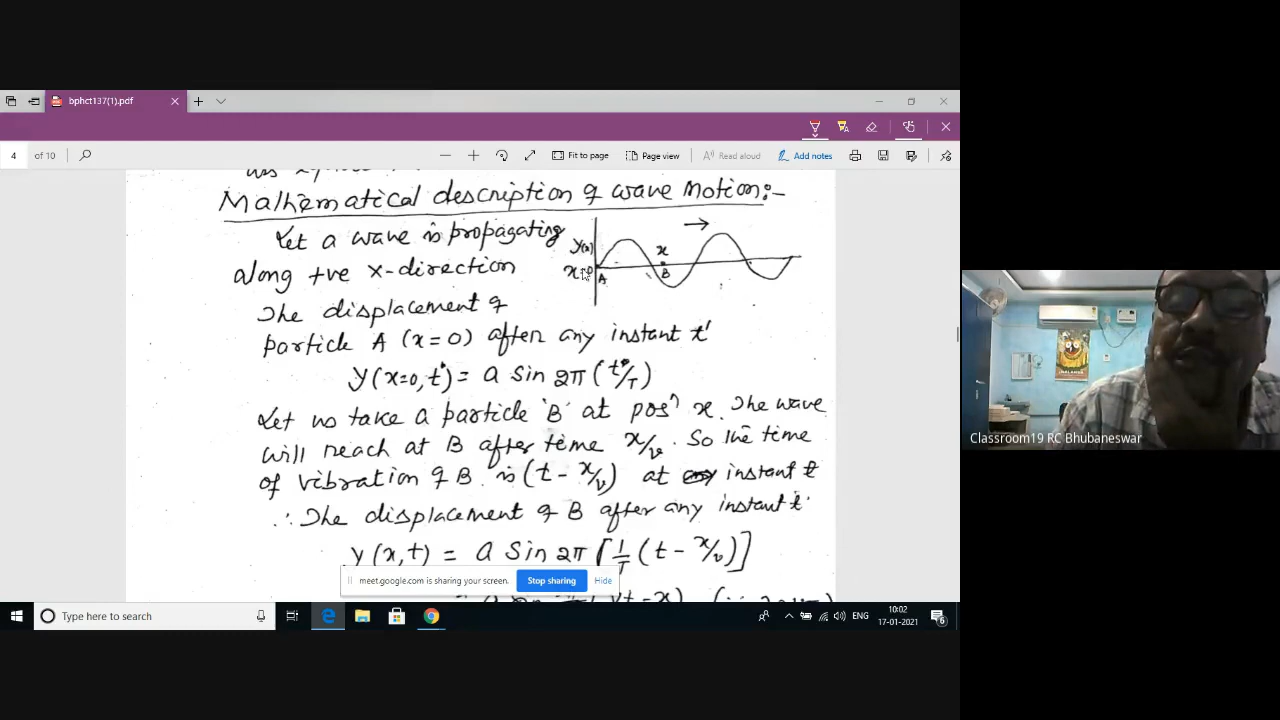 bphct137(1).pdf
4 of 10
Fit to page
Page view
Read aloud
Add notes
Mathematical description of wave motion:-
Let a wave is propagating
along +ve x-direction
y(x)
x=0
A
x
B
The displacement of
particle A (x=0) after any instant t'
y(x=0, t) = a Sin 2π (t/T)
Let us take a particle 'B' at posn x. The wave
will reach at B after time x/v. So the time
of vibration of B is (t - x/v) at instant t
∴ The displacement of B after any instant t
y(x,t) = a Sin 2π [1/T (t - x/v)]
meet.google.com is sharing your screen.
Stop sharing
Hide
Classroom19 RC Bhubaneswar
Type here to search
ENG
10:02
17-01-2021
6